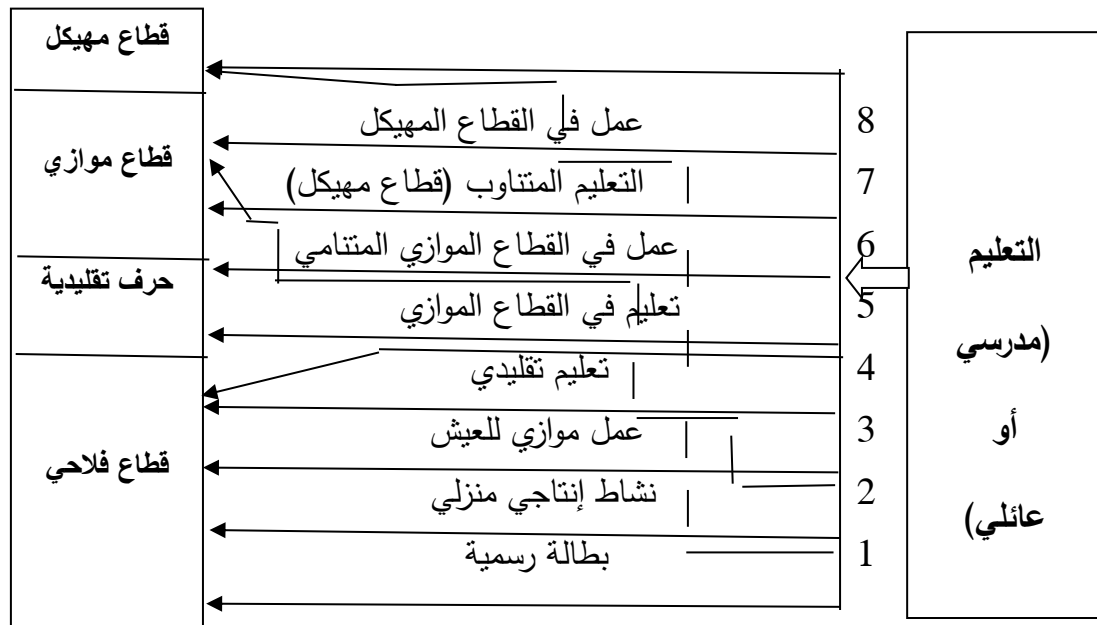 التعليم
(مدرسي
أو
عائلي)
8 عمل في القطاع المهيكل
7 التعليم المتناوب (قطاع مهيكل)
6 عمل في القطاع الموازي المتنامي
5 تعليم في القطاع الموازي
4 تعليم تقليدي
3 عمل موازي للعيش
2 نشاط إنتاجي منزلي
1 بطالة رسمية
قطاع مهيكل
قطاع موازي
حرف تقليدية
قطاع فلاحي